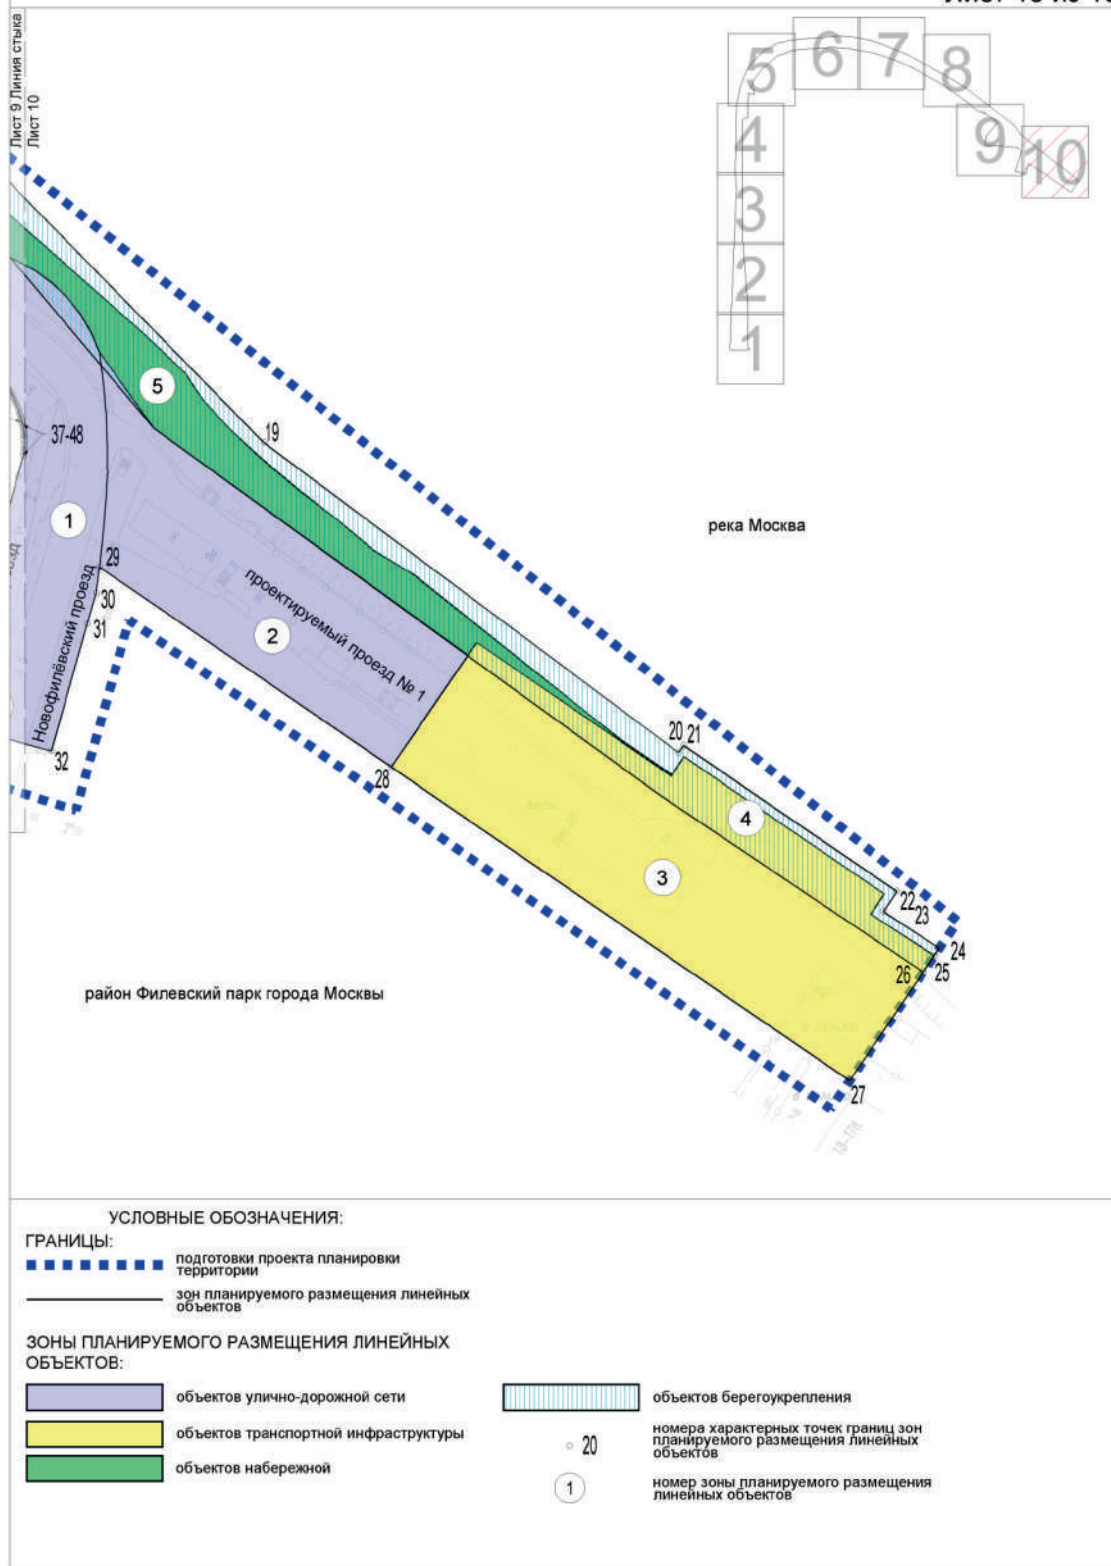 Лист 9 Линия стыка
Лист 10
5
6
7
8
4
9
10
3
2
1
5
19
37-48
1
река Москва
29
30
31
Новофилёвский проезд
проектируемый проезд № 1
2
32
28
20
21
4
3
22
23
24
25
26
27
13-17Н
район Филевский парк города Москвы
УСЛОВНЫЕ ОБОЗНАЧЕНИЯ:
ГРАНИЦЫ:
подготовки проекта планировки
территории
зон планируемого размещения линейных
объектов
ЗОНЫ ПЛАНИРУЕМОГО РАЗМЕЩЕНИЯ ЛИНЕЙНЫХ
ОБЪЕКТОВ:
объектов улично-дорожной сети
объектов транспортной инфраструктуры
объектов набережной
объектов берегоукрепления
20
номера характерных точек границ зон
планируемого размещения линейных
объектов
1
номер зоны планируемого размещения
линейных объектов